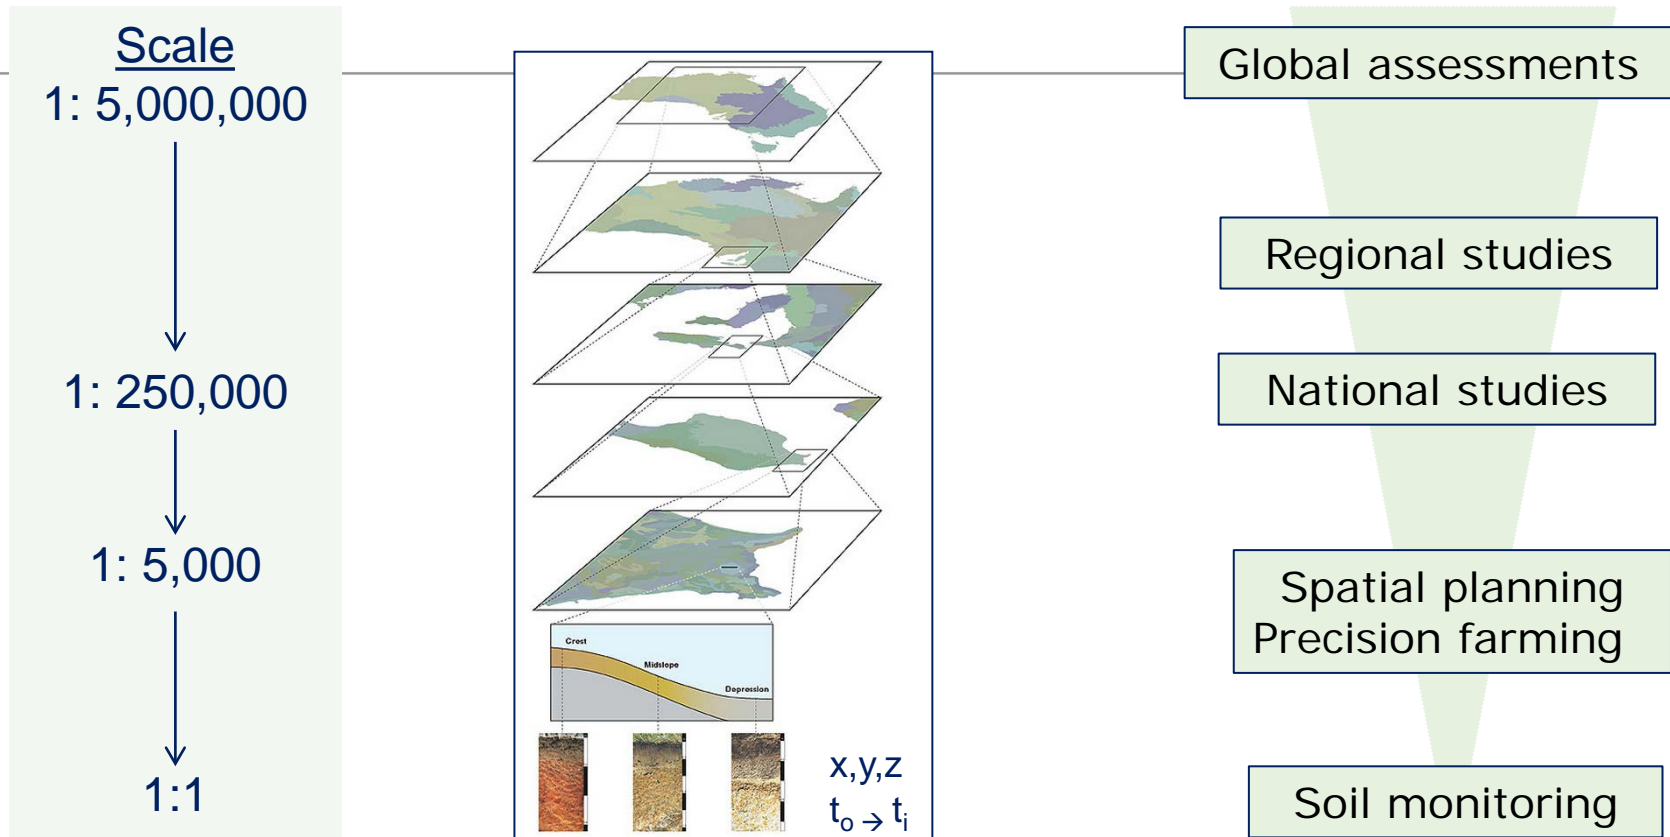 Scale
1: 5,000,000
1: 250,000
1: 5,000
1:1
Crest
Midslope
Depression
x,y,z
to → ti
Global assessments
Regional studies
National studies
Spatial planning
Precision farming
Soil monitoring